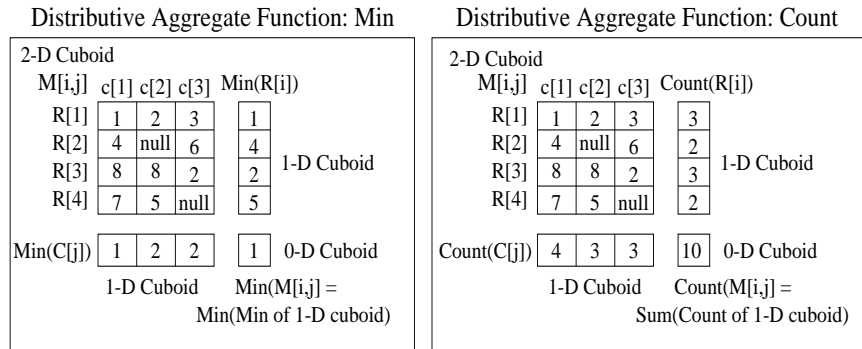 Distributive Aggregate Function: Min
2-D Cuboid
M[i,j] c[1] c[2] c[3] Min(R[i])
R[1] 1 2 3 1
R[2] 4 null 6 4
R[3] 8 8 2 2
R[4] 7 5 null 5
1-D Cuboid
Min(C[j]) 1 2 2 1 0-D Cuboid
1-D Cuboid Min(M[i,j] =
Min(Min of 1-D cuboid)
Distributive Aggregate Function: Count
2-D Cuboid
M[i,j] c[1] c[2] c[3] Count(R[i])
R[1] 1 2 3 3
R[2] 4 null 6 2
R[3] 8 8 2 3
R[4] 7 5 null 2
1-D Cuboid
Count(C[j]) 4 3 3 10 0-D Cuboid
1-D Cuboid Count(M[i,j] =
Sum(Count of 1-D cuboid)